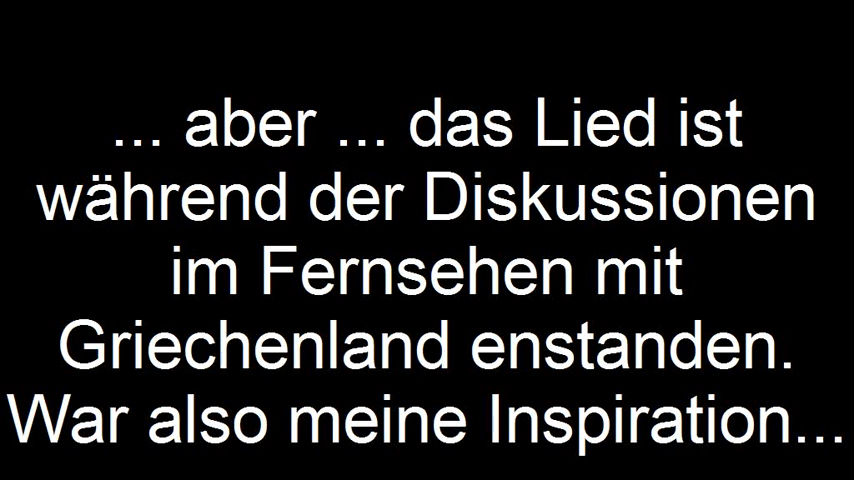 ... aber ... das Lied ist
während der Diskussionen
im Fernsehen mit
Griechenland enstanden.
War also meine Inspiration...